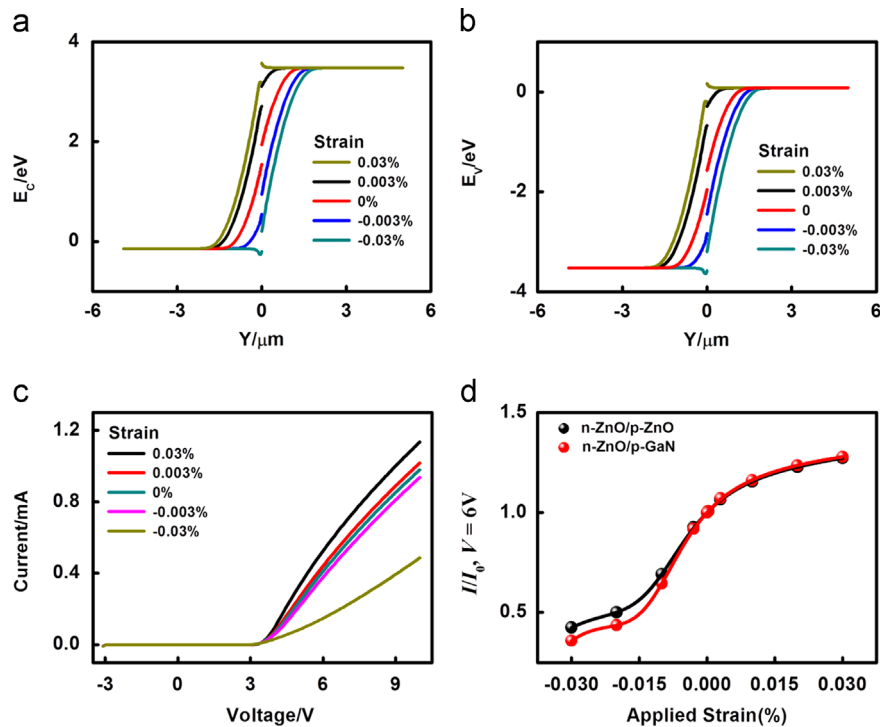 a
4
2
0
E_C/eV
Strain
0.03%
0.003%
0%
-0.003%
-0.03%
-6 -3 0 3 6
Y/μm
b
0
-2
-4
E_V/eV
Strain
0.03%
0.003%
0
-0.003%
-0.03%
-6 -3 0 3 6
Y/μm
c
1.2
0.8
0.4
0.0
Current/mA
Strain
0.03%
0.003%
0%
-0.003%
-0.03%
-3 0 3 6 9
Voltage/V
d
1.5
1.0
0.5
I/I_0, V = 6V
n-ZnO/p-ZnO
n-ZnO/p-GaN
-0.030 -0.015 0.000 0.015 0.030
Applied Strain(%)